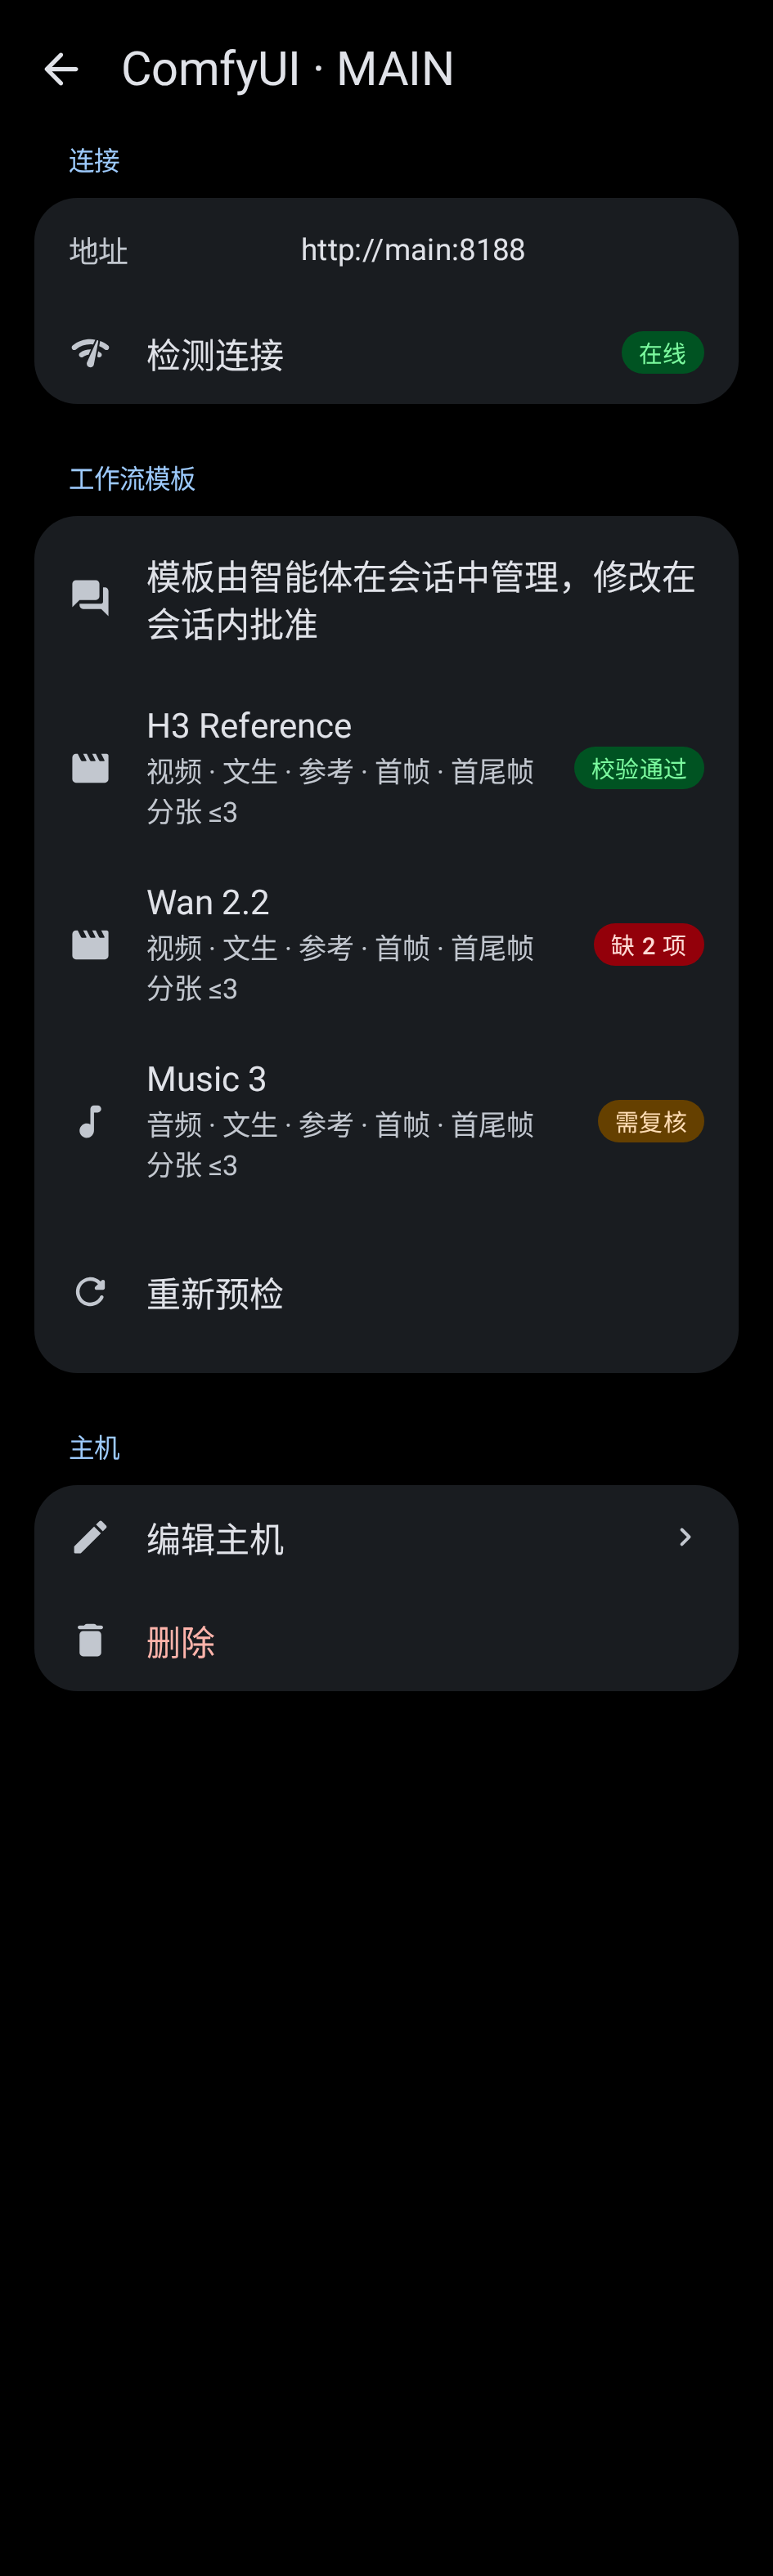 ComfyUI · MAIN
连接
地址 http://main:8188
检测连接 在线
工作流模板
模板由智能体在会话中管理，修改在
会话内批准
H3 Reference
视频 · 文生 · 参考 · 首帧 · 首尾帧 校验通过
分张 ≤3
Wan 2.2
视频 · 文生 · 参考 · 首帧 · 首尾帧 缺 2 项
分张 ≤3
Music 3
音频 · 文生 · 参考 · 首帧 · 首尾帧 需复核
分张 ≤3
重新预检
主机
编辑主机
删除